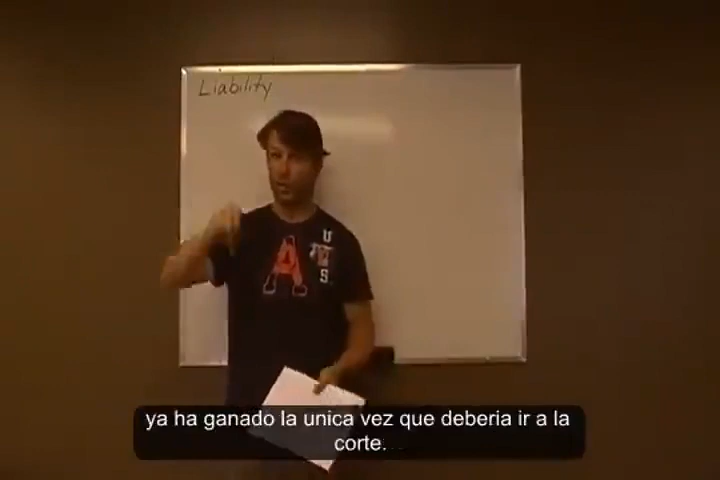 Liability
A
U
S
ya ha ganado la unica vez que deberia ir a la
corte.